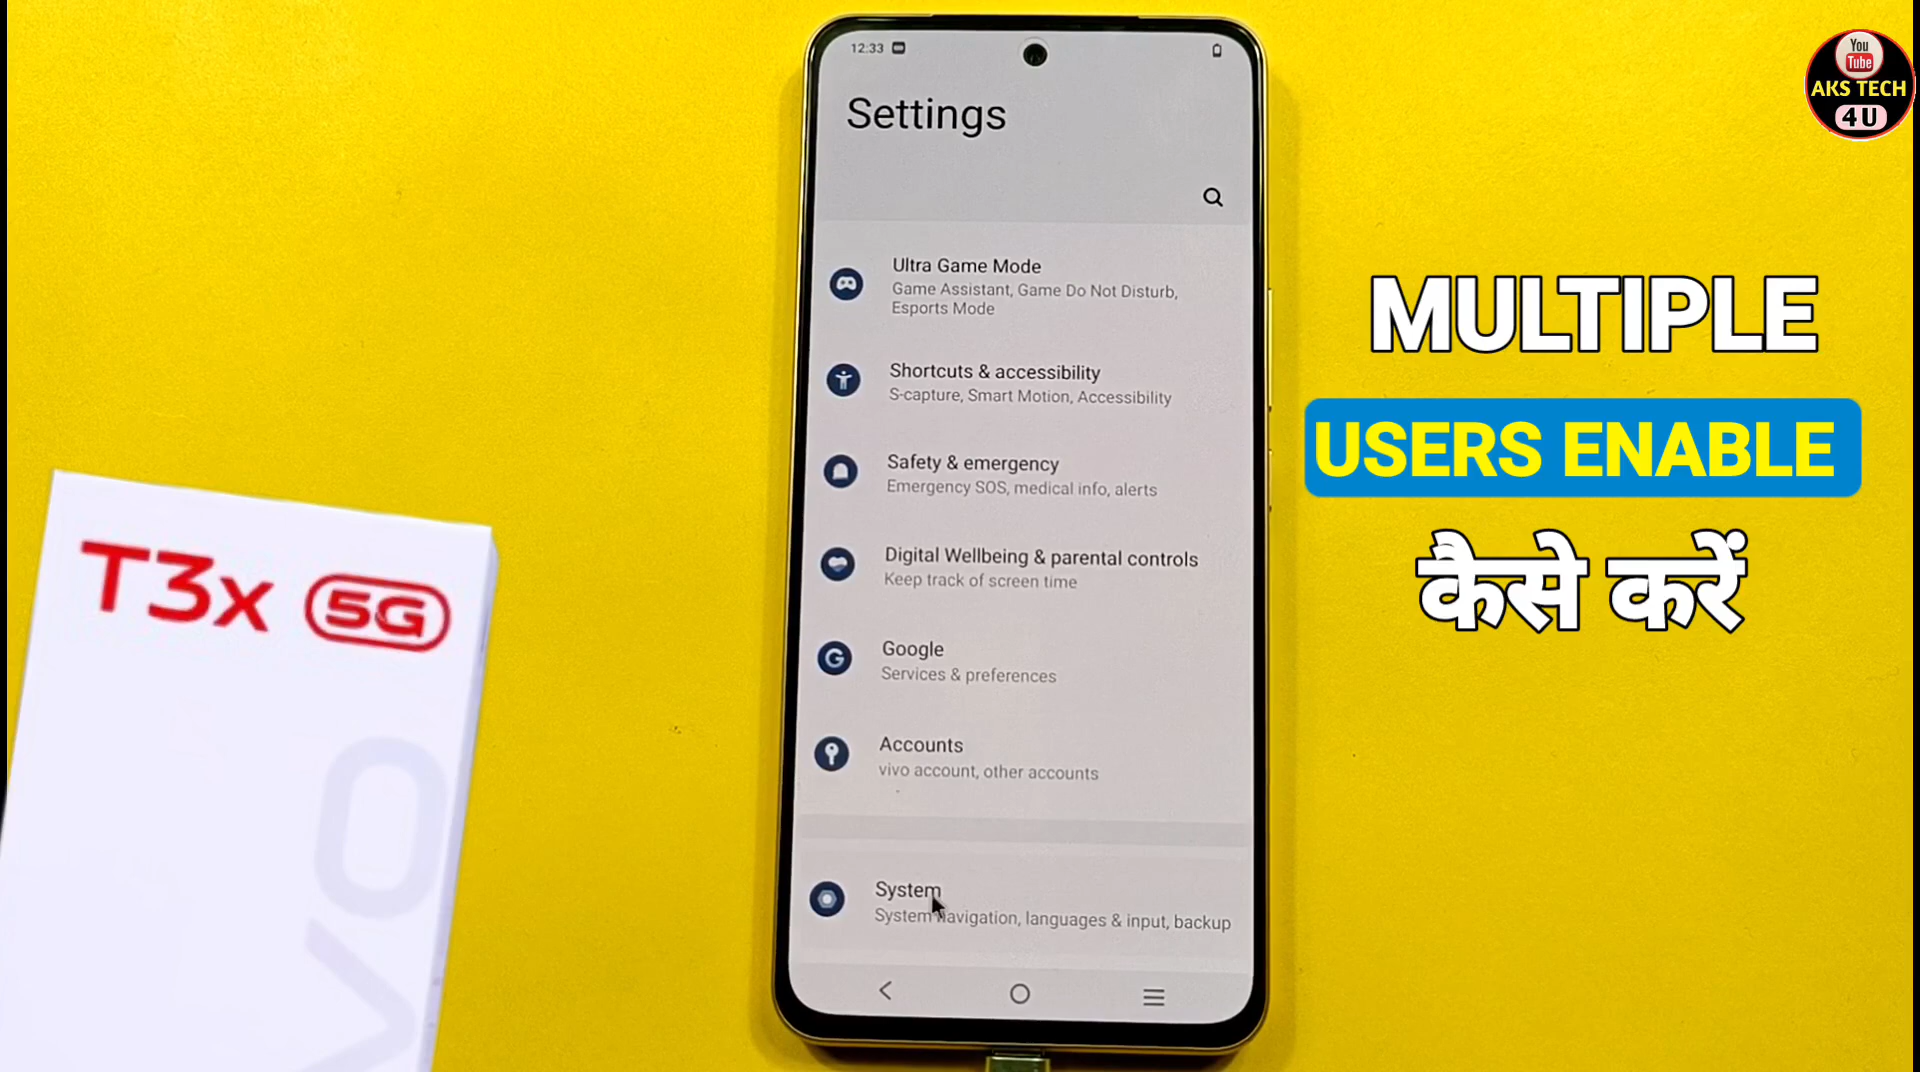 12:33
Settings
Ultra Game Mode
Game Assistant, Game Do Not Disturb,
Esports Mode
Shortcuts & accessibility
S-capture, Smart Motion, Accessibility
Safety & emergency
Emergency SOS, medical info, alerts
Digital Wellbeing & parental controls
Keep track of screen time
Google
Services & preferences
Accounts
vivo account, other accounts
System
System navigation, languages & input, backup
T3x 5G
vo
You
Tube
AKS TECH
4U
MULTIPLE
USERS ENABLE
कैसे करें